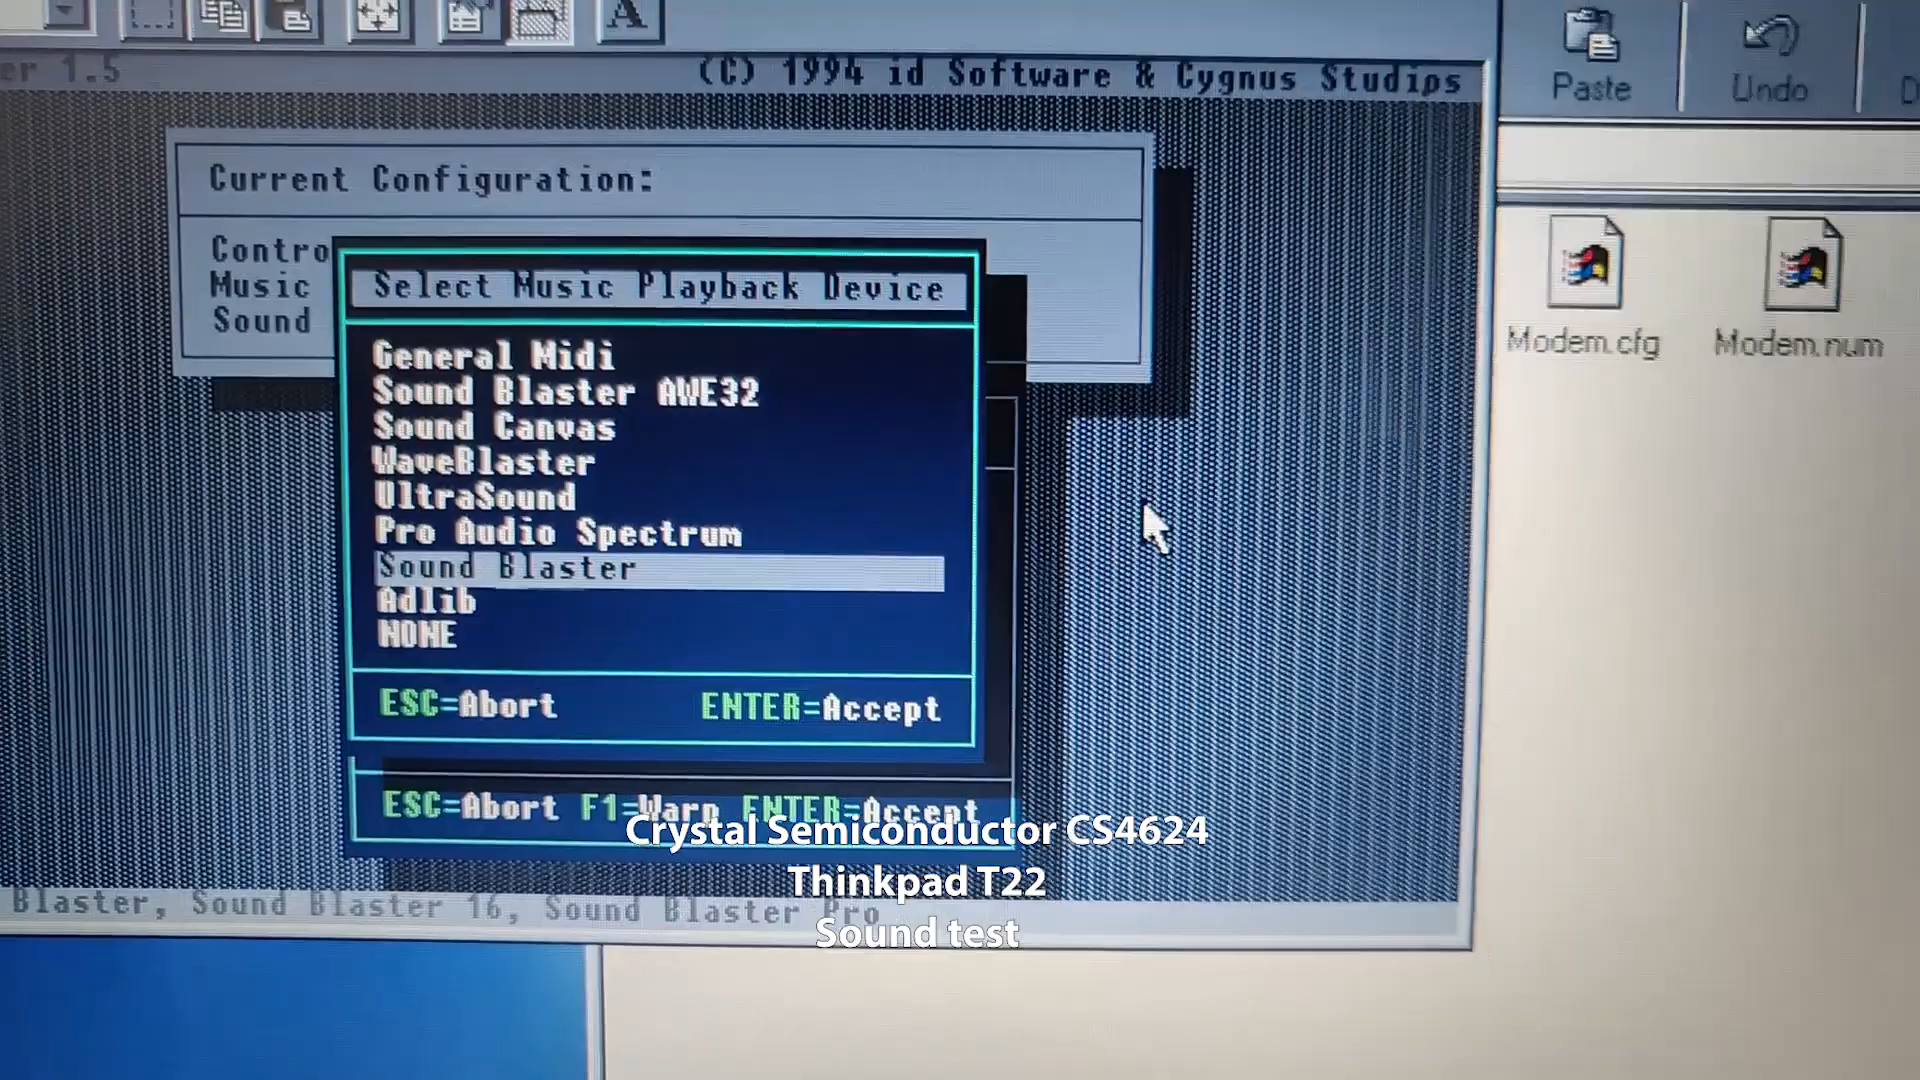 er 1.5
(C) 1994 id Software & Cygnus Studios
Paste
Undo
D
Current Configuration:
Contro
Music
Sound
Select Music Playback Device
General Midi
Sound Blaster AWE32
Sound Canvas
WaveBlaster
UltraSound
Pro Audio Spectrum
Sound Blaster
Adlib
NONE
ESC=Abort ENTER=Accept
ESC=Abort F1=Warp ENTER=Accept
Modem.cfg
Modem.num
Blaster, Sound Blaster 16, Sound Blaster Pro
Crystal Semiconductor CS4624
Thinkpad T22
Sound test